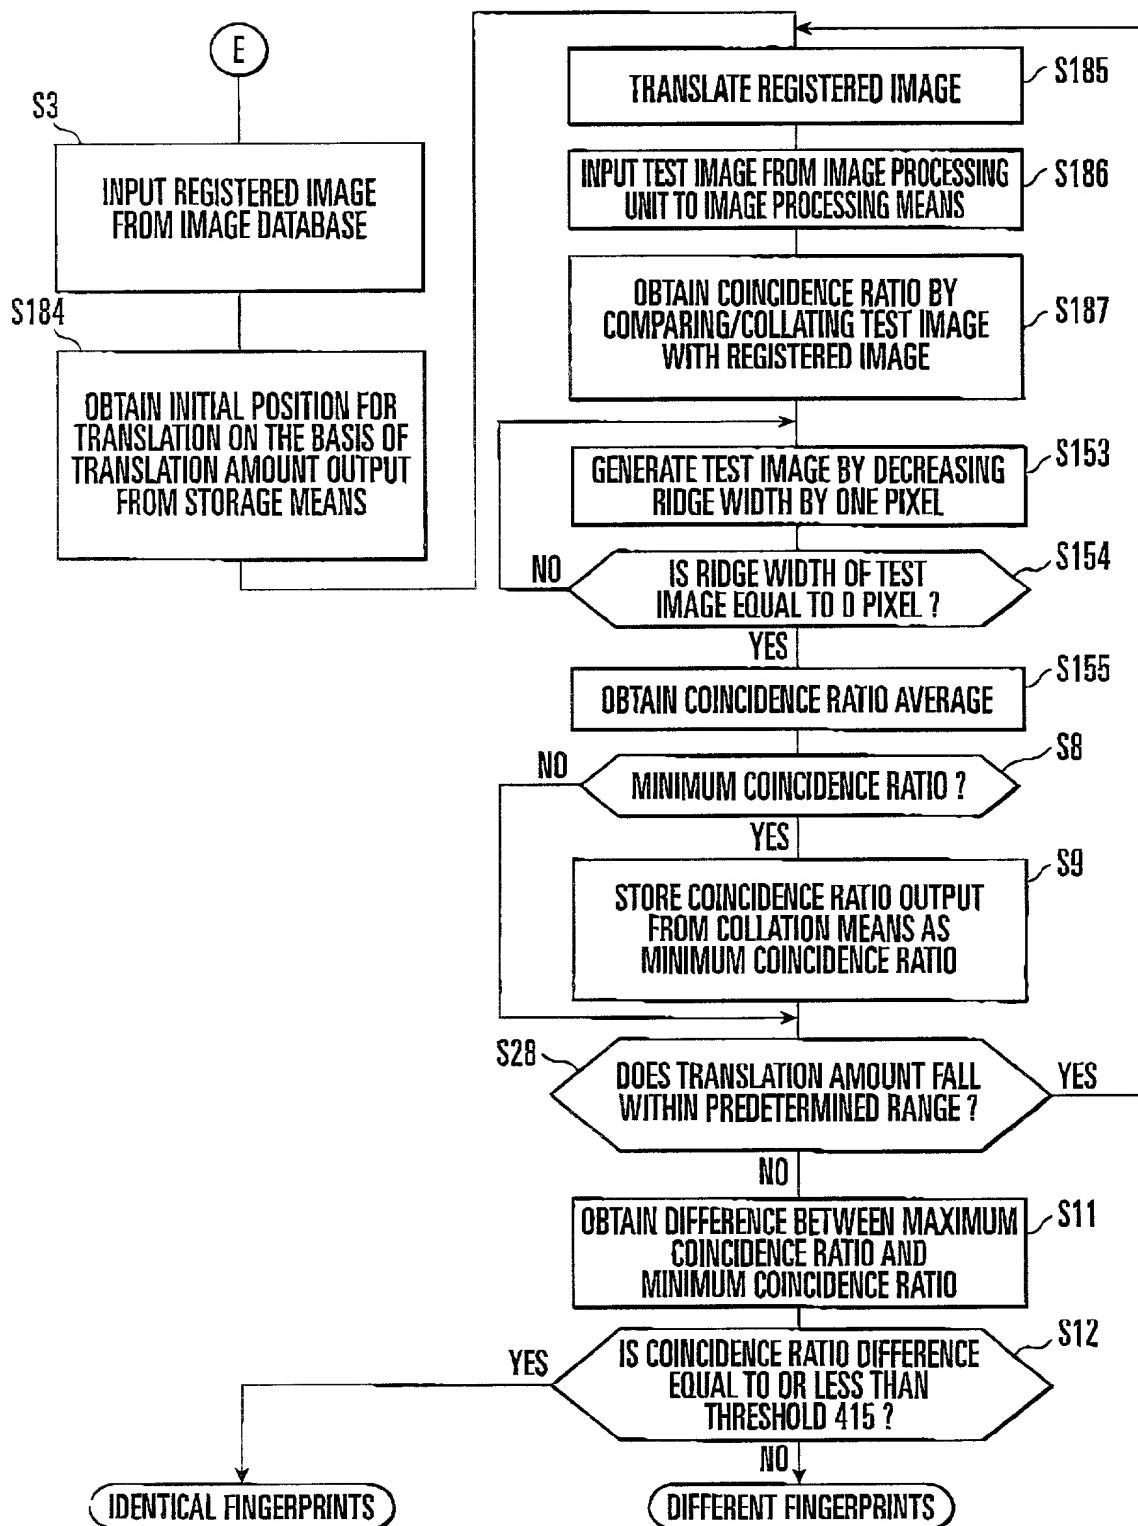 E
S3
INPUT REGISTERED IMAGE
FROM IMAGE DATABASE
S184
OBTAIN INITIAL POSITION FOR
TRANSLATION ON THE BASIS OF
TRANSLATION AMOUNT OUTPUT
FROM STORAGE MEANS
S185
TRANSLATE REGISTERED IMAGE
INPUT TEST IMAGE FROM IMAGE PROCESSING
UNIT TO IMAGE PROCESSING MEANS
S186
OBTAIN COINCIDENCE RATIO BY
COMPARING/COLLATING TEST IMAGE
WITH REGISTERED IMAGE
S187
GENERATE TEST IMAGE BY DECREASING
RIDGE WIDTH BY ONE PIXEL
S153
IS RIDGE WIDTH OF TEST
IMAGE EQUAL TO 0 PIXEL ?
S154
NO
YES
OBTAIN COINCIDENCE RATIO AVERAGE
S155
S8
NO
MINIMUM COINCIDENCE RATIO ?
YES
S9
STORE COINCIDENCE RATIO OUTPUT
FROM COLLATION MEANS AS
MINIMUM COINCIDENCE RATIO
S28
DOES TRANSLATION AMOUNT FALL
WITHIN PREDETERMINED RANGE ?
YES
NO
OBTAIN DIFFERENCE BETWEEN MAXIMUM
COINCIDENCE RATIO AND
MINIMUM COINCIDENCE RATIO
S11
S12
IS COINCIDENCE RATIO DIFFERENCE
EQUAL TO OR LESS THAN
THRESHOLD 415 ?
YES
NO
IDENTICAL FINGERPRINTS
DIFFERENT FINGERPRINTS